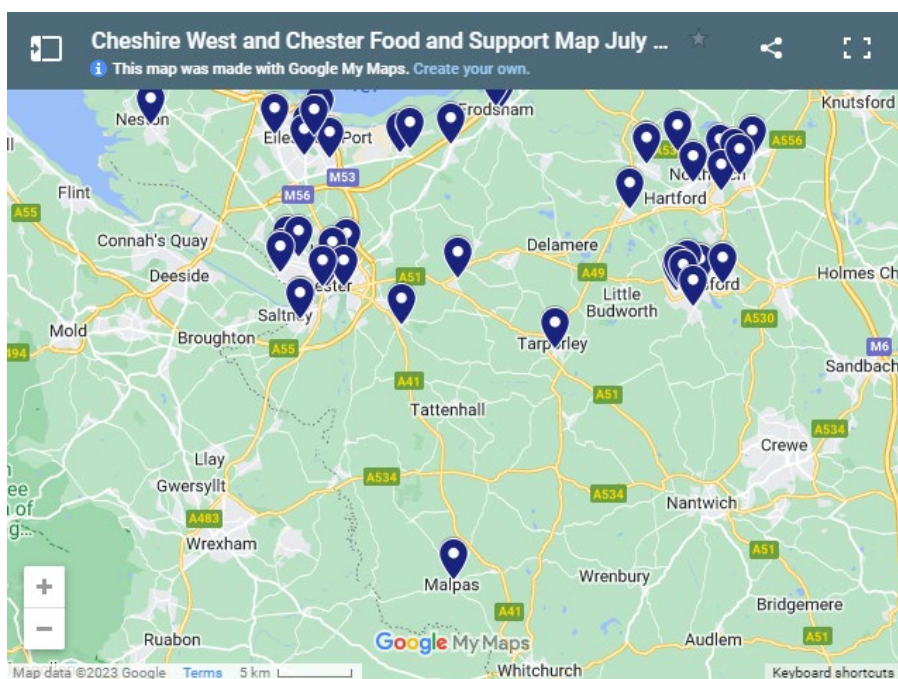 Cheshire West and Chester Food and Support Map July ...
This map was made with Google My Maps. Create your own.
Frodsham
Knutsford
Neston
Port
A556
M53
M56
Flint
A55
Hartford
Connah's Quay
Delamere
Deeside
A51
A49
Holmes Ch
Little
Budworth
Saltney
A530
Mold
Broughton
A55
Tarporley
M6
494
Sandbach
A41
A51
Tattenhall
A534
Crewe
Llay
A534
Gwersyllt
A534
Nantwich
A483
Wrexham
A51
Malpas
Wrenbury
A41
Bridgemere
Ruabon
Google My Maps
Audlem
A51
Whitchurch
Map data ©2023 Google Terms 5 km
Keyboard shortcuts